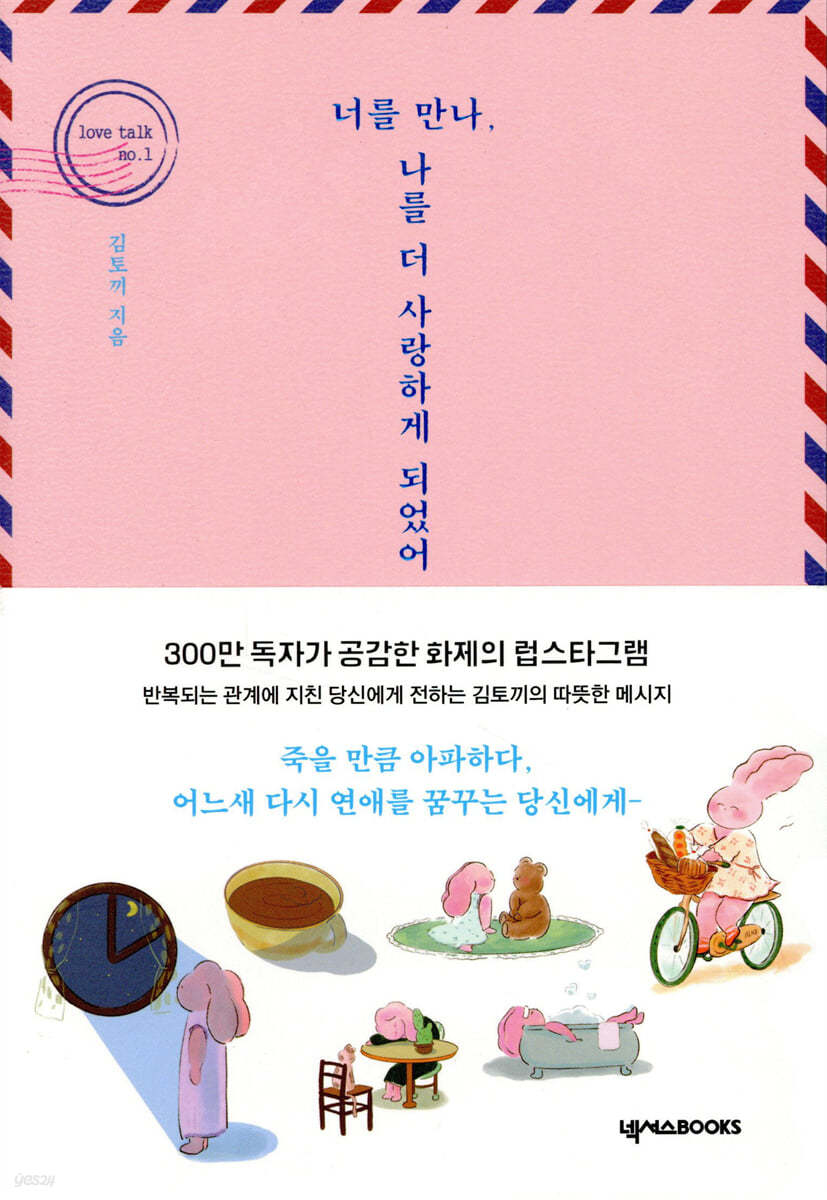 love talk
no.1
너를 만나,
나를 더 사랑하게 되었어
김토끼 지음
300만 독자가 공감한 화제의 럽스타그램
반복되는 관계에 지친 당신에게 전하는 김토끼의 따뜻한 메시지
죽을 만큼 아파하다,
어느새 다시 연애를 꿈꾸는 당신에게-
넥서스BOOKS
yes24